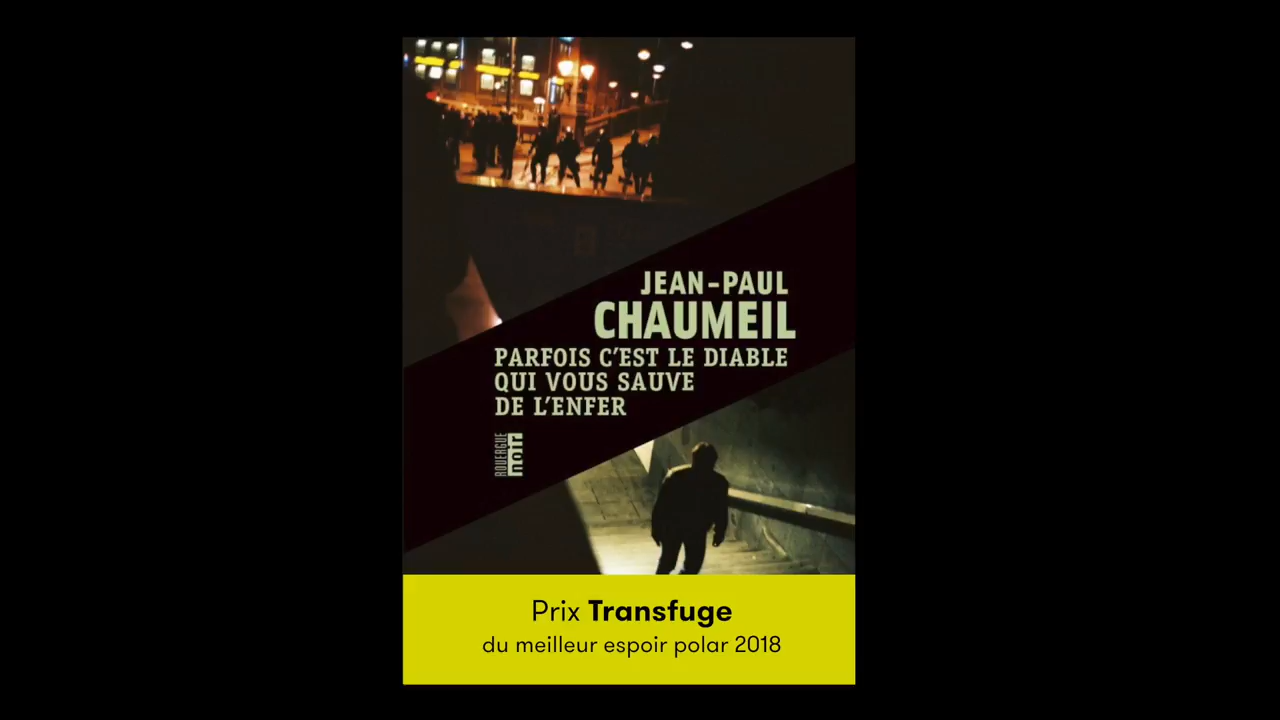 JEAN-PAUL
CHAUMEIL
PARFOIS C'EST LE DIABLE
QUI VOUS SAUVE
DE L'ENFER
ROUERGUE
noir
Prix Transfuge
du meilleur espoir polar 2018